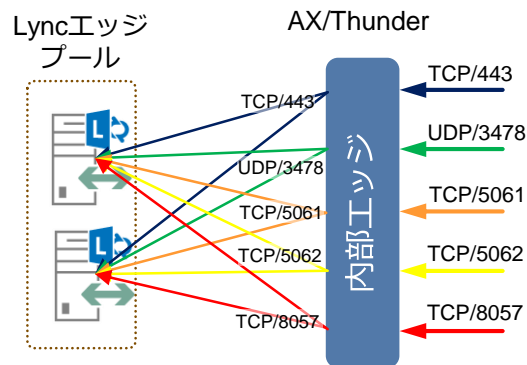 Lyncエッジ
プール
AX/Thunder
TCP/443
UDP/3478
TCP/5061
TCP/5062
TCP/8057
内部エッジ
TCP/443
UDP/3478
TCP/5061
TCP/5062
TCP/8057
L
L